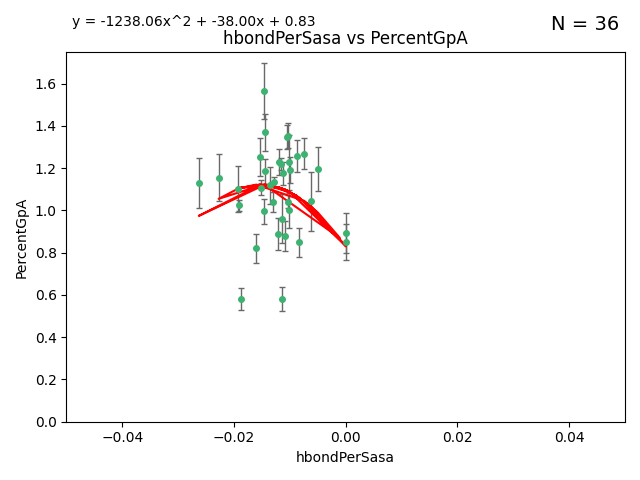 y = -1238.06x^2 + -38.00x + 0.83
N = 36
hbondPerSasa vs PercentGpA
1.6
1.4
1.2
1.0
0.8
0.6
0.4
0.2
0.0
PercentGpA
−0.04 −0.02 0.00 0.02 0.04
hbondPerSasa